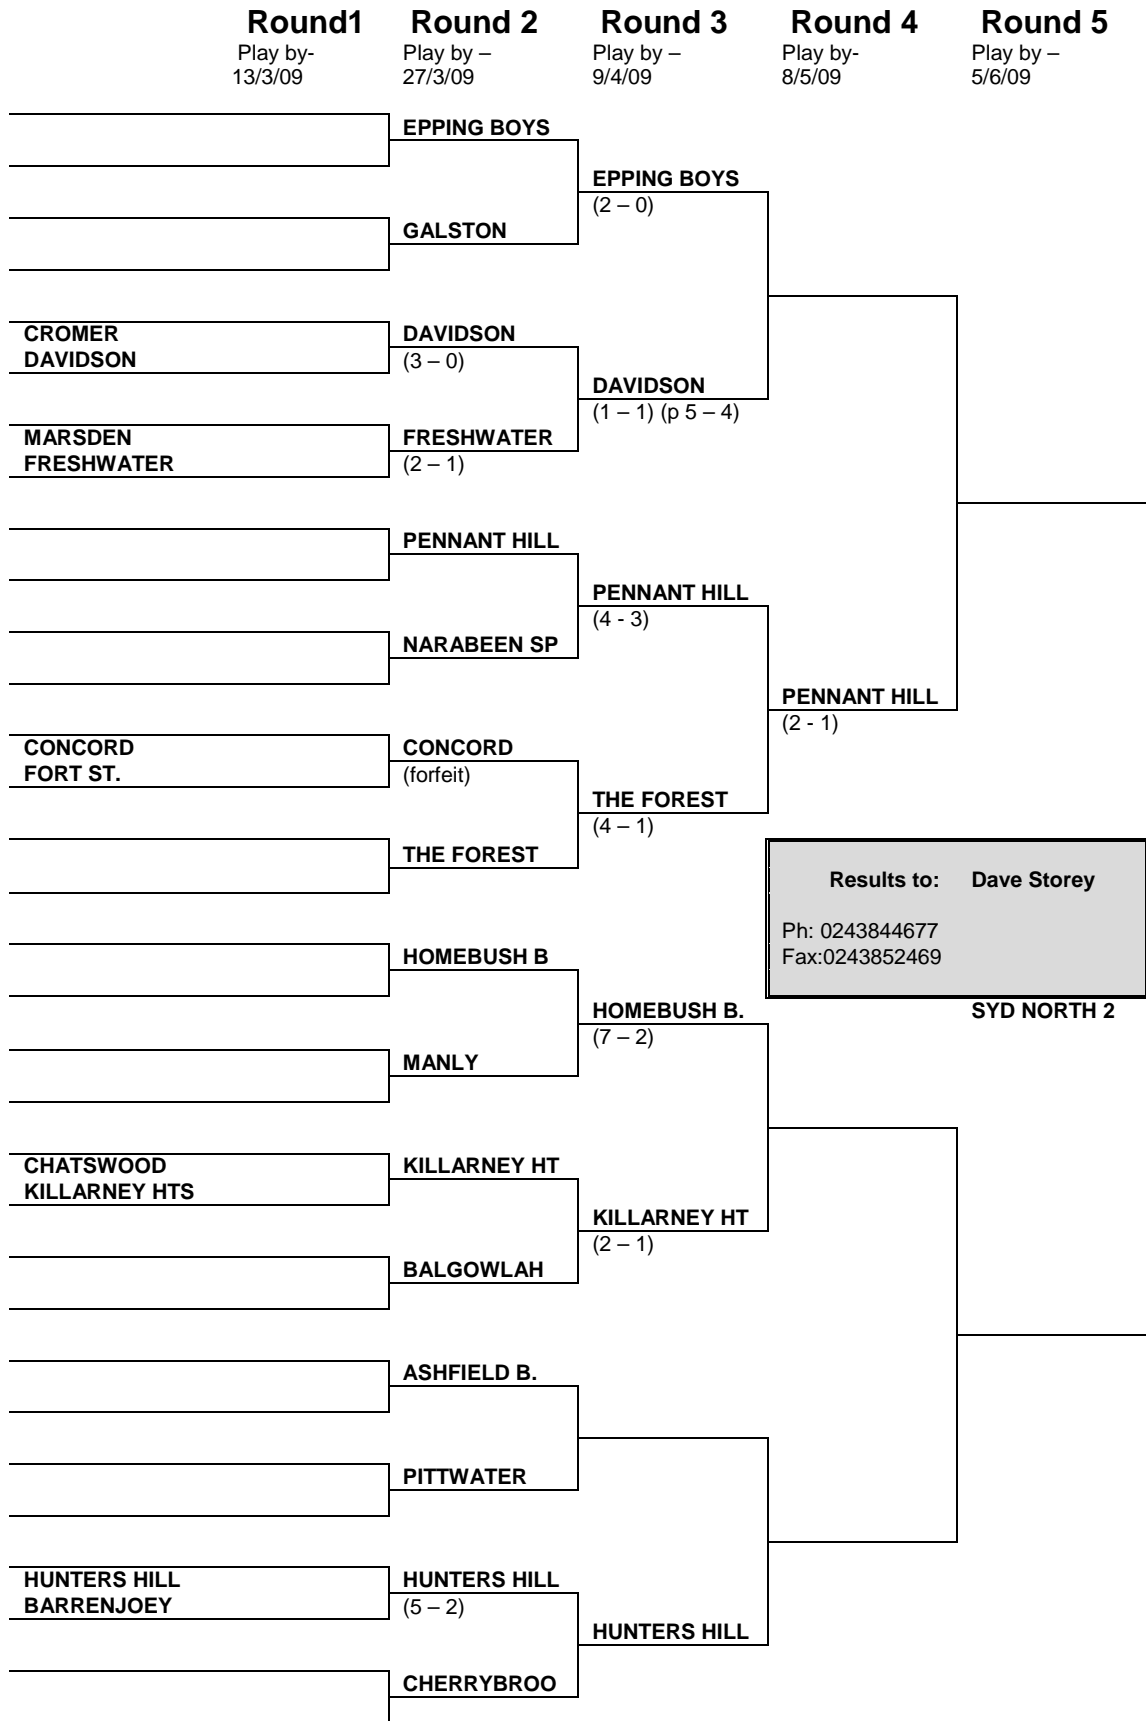 Round1 Round 2 Round 3 Round 4 Round 5
Play by- Play by – Play by – Play by- Play by –
13/3/09 27/3/09 9/4/09 8/5/09 5/6/09
EPPING BOYS
EPPING BOYS
(2 – 0)
GALSTON
CROMER DAVIDSON
DAVIDSON (3 – 0)
DAVIDSON
(1 – 1) (p 5 – 4)
MARSDEN FRESHWATER
FRESHWATER (2 – 1)
PENNANT HILL
PENNANT HILL
(4 - 3)
NARABEEN SP
PENNANT HILL
(2 - 1)
CONCORD CONCORD
FORT ST. (forfeit)
THE FOREST
(4 – 1)
THE FOREST
Results to: Dave Storey
Ph: 0243844677
Fax:0243852469
HOMEBUSH B
HOMEBUSH B. SYD NORTH 2
(7 – 2)
MANLY
CHATSWOOD KILLARNEY HT
KILLARNEY HTS
KILLARNEY HT
(2 – 1)
BALGOWLAH
ASHFIELD B.
PITTWATER
HUNTERS HILL HUNTERS HILL
BARRENJOEY (5 – 2)
HUNTERS HILL
CHERRYBROO